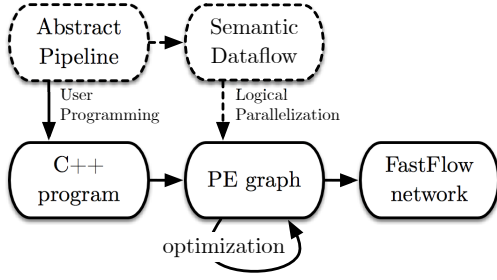 Abstract
Pipeline
Semantic
Dataflow
User
Programming
Logical
Parallelization
C++
program
PE graph
FastFlow
network
optimization